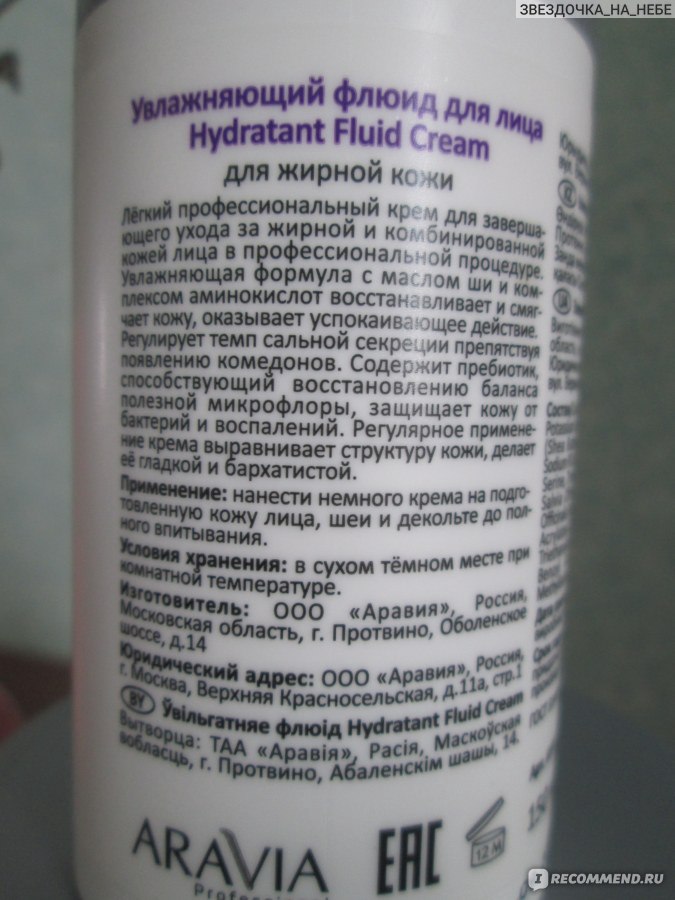 ЗВЕЗДОЧКА_НА_НЕБЕ
Увлажняющий флюид для лица
Hydratant Fluid Cream
для жирной кожи
Лёгкий профессиональный крем для заверша-
ющего ухода за жирной и комбинированной
кожей лица в профессиональной процедуре.
Увлажняющая формула с маслом ши и ком-
плексом аминокислот восстанавливает и смяг-
чает кожу, оказывает успокаивающее действие.
Регулирует темп сальной секреции препятствуя
появлению комедонов. Содержит пребиотик,
способствующий восстановлению баланса
полезной микрофлоры, защищает кожу от
бактерий и воспалений. Регулярное примене-
ние крема выравнивает структуру кожи, делает
её гладкой и бархатистой.
Применение: нанести немного крема на подго-
товленную кожу лица, шеи и декольте до пол-
ного впитывания.
Условия хранения: в сухом тёмном месте при
комнатной температуре.
Изготовитель: ООО «Аравия», Россия,
Московская область, г. Протвино, Оболенское
шоссе, д.14
Юридический адрес: ООО «Аравия», Россия,
г. Москва, Верхняя Красносельская, д.11а, стр.1
BY Ўвільгатняе флюід Hydratant Fluid Cream
Вытворца: ТАА «Аравія», Расія, Маскоўская
вобласць, г. Протвино, Абаленскім шашы, 14.
ARAVIA
Professional
EAC
12 M
IRECOMMEND.RU